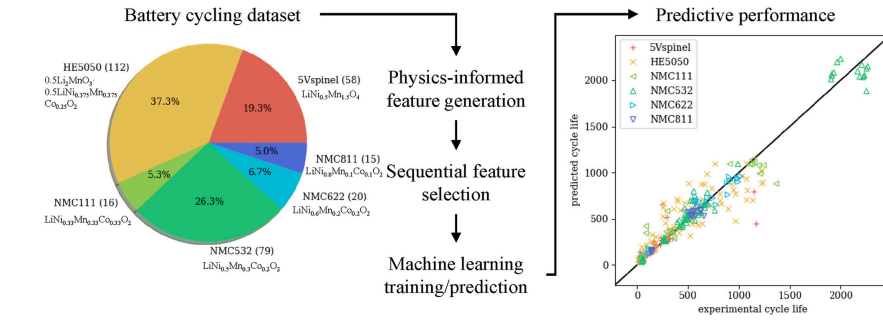 Battery cycling dataset
HE5050 (112)
0.5Li₂MnO₃·
0.5LiNi₀.₃₇₅Mn₀.₃₇₅
Co₀.₂₅O₂
37.3%
5Vspinel (58)
LiNi₀.₅Mn₁.₅O₄
19.3%
5.0%
NMC811 (15)
LiNi₀.₈Mn₀.₁Co₀.₁O₂
6.7%
NMC622 (20)
LiNi₀.₆Mn₀.₂Co₀.₂O₂
5.3%
NMC111 (16)
LiNi₀.₃₃Mn₀.₃₃Co₀.₃₃O₂
26.3%
NMC532 (79)
LiNi₀.₅Mn₀.₃Co₀.₂O₂
Physics-informed
feature generation
Sequential feature
selection
Machine learning
training/prediction
Predictive performance
5Vspinel
HE5050
NMC111
NMC532
NMC622
NMC811
predicted cycle life
2000
1500
1000
500
0
0 500 1000 1500 2000
experimental cycle life